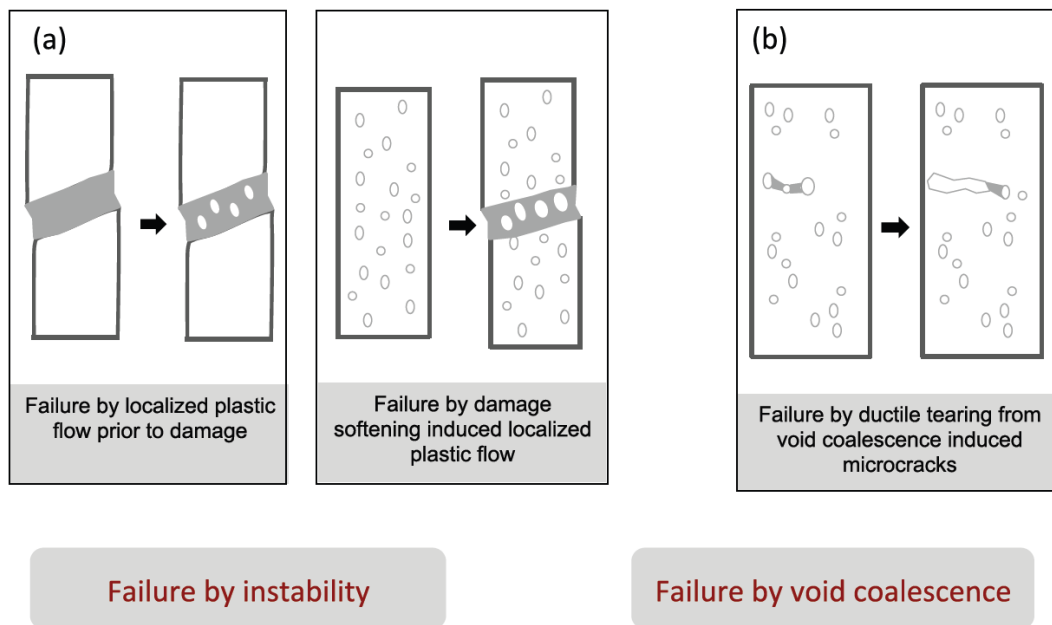 (a)
Failure by localized plastic
flow prior to damage
Failure by damage
softening induced localized
plastic flow
(b)
Failure by ductile tearing from
void coalescence induced
microcracks
Failure by instability
Failure by void coalescence